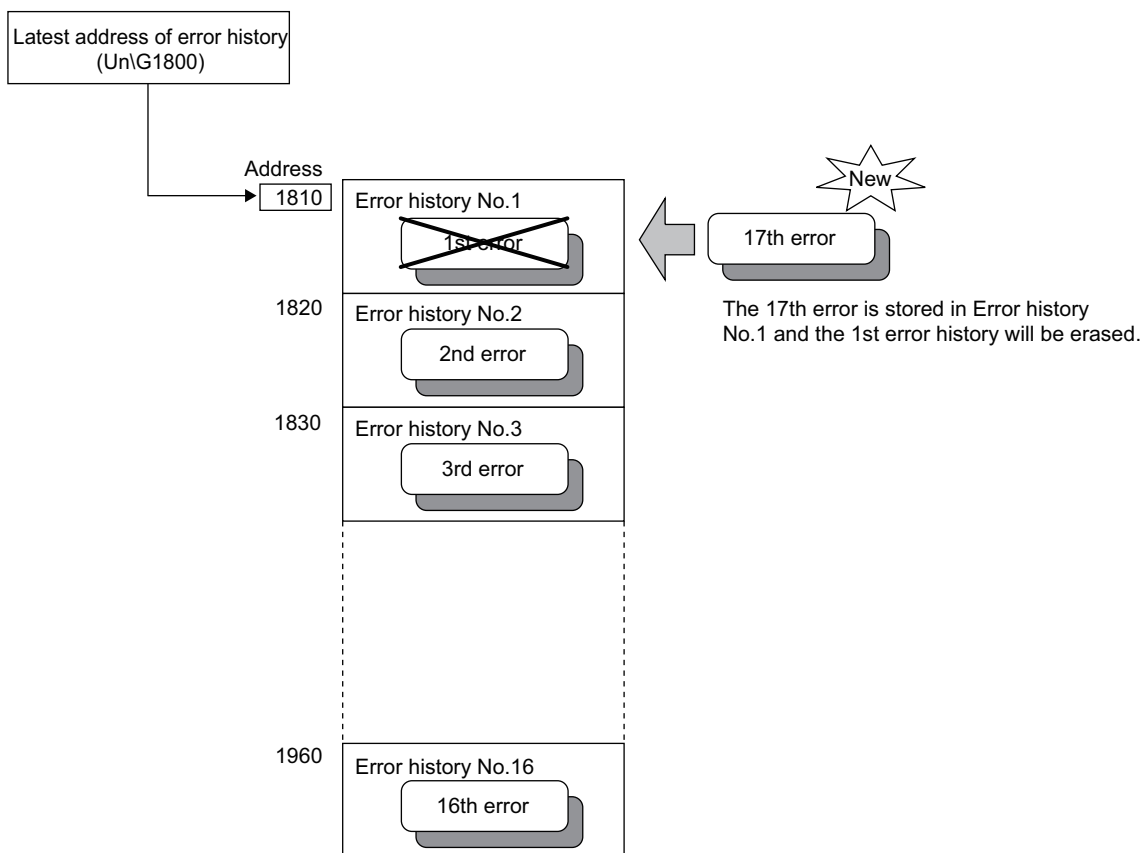 Latest address of error history
(Un\G1800)
Address
1810
Error history No.1
1st error
New
17th error
The 17th error is stored in Error history
No.1 and the 1st error history will be erased.
1820
Error history No.2
2nd error
1830
Error history No.3
3rd error
1960
Error history No.16
16th error